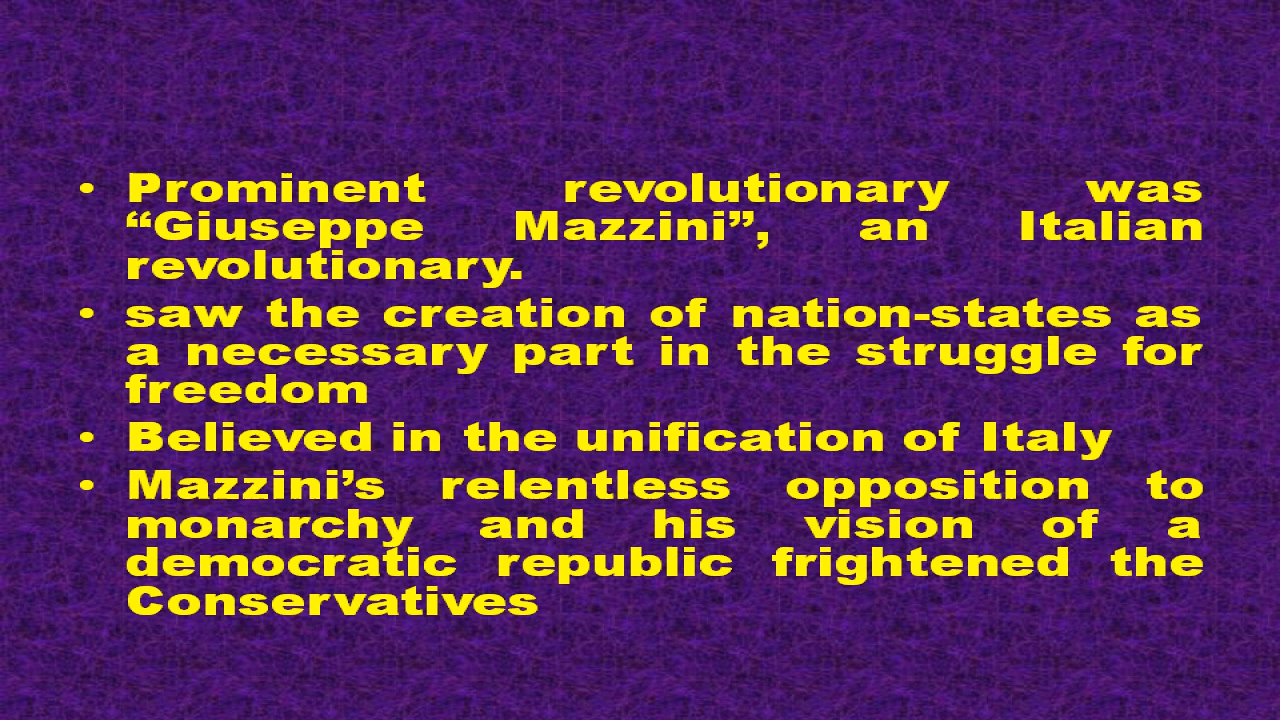 • Prominent revolutionary was
“Giuseppe Mazzini”, an Italian
revolutionary.
• saw the creation of nation-states as
a necessary part in the struggle for
freedom
• Believed in the unification of Italy
• Mazzini’s relentless opposition to
monarchy and his vision of a
democratic republic frightened the
Conservatives